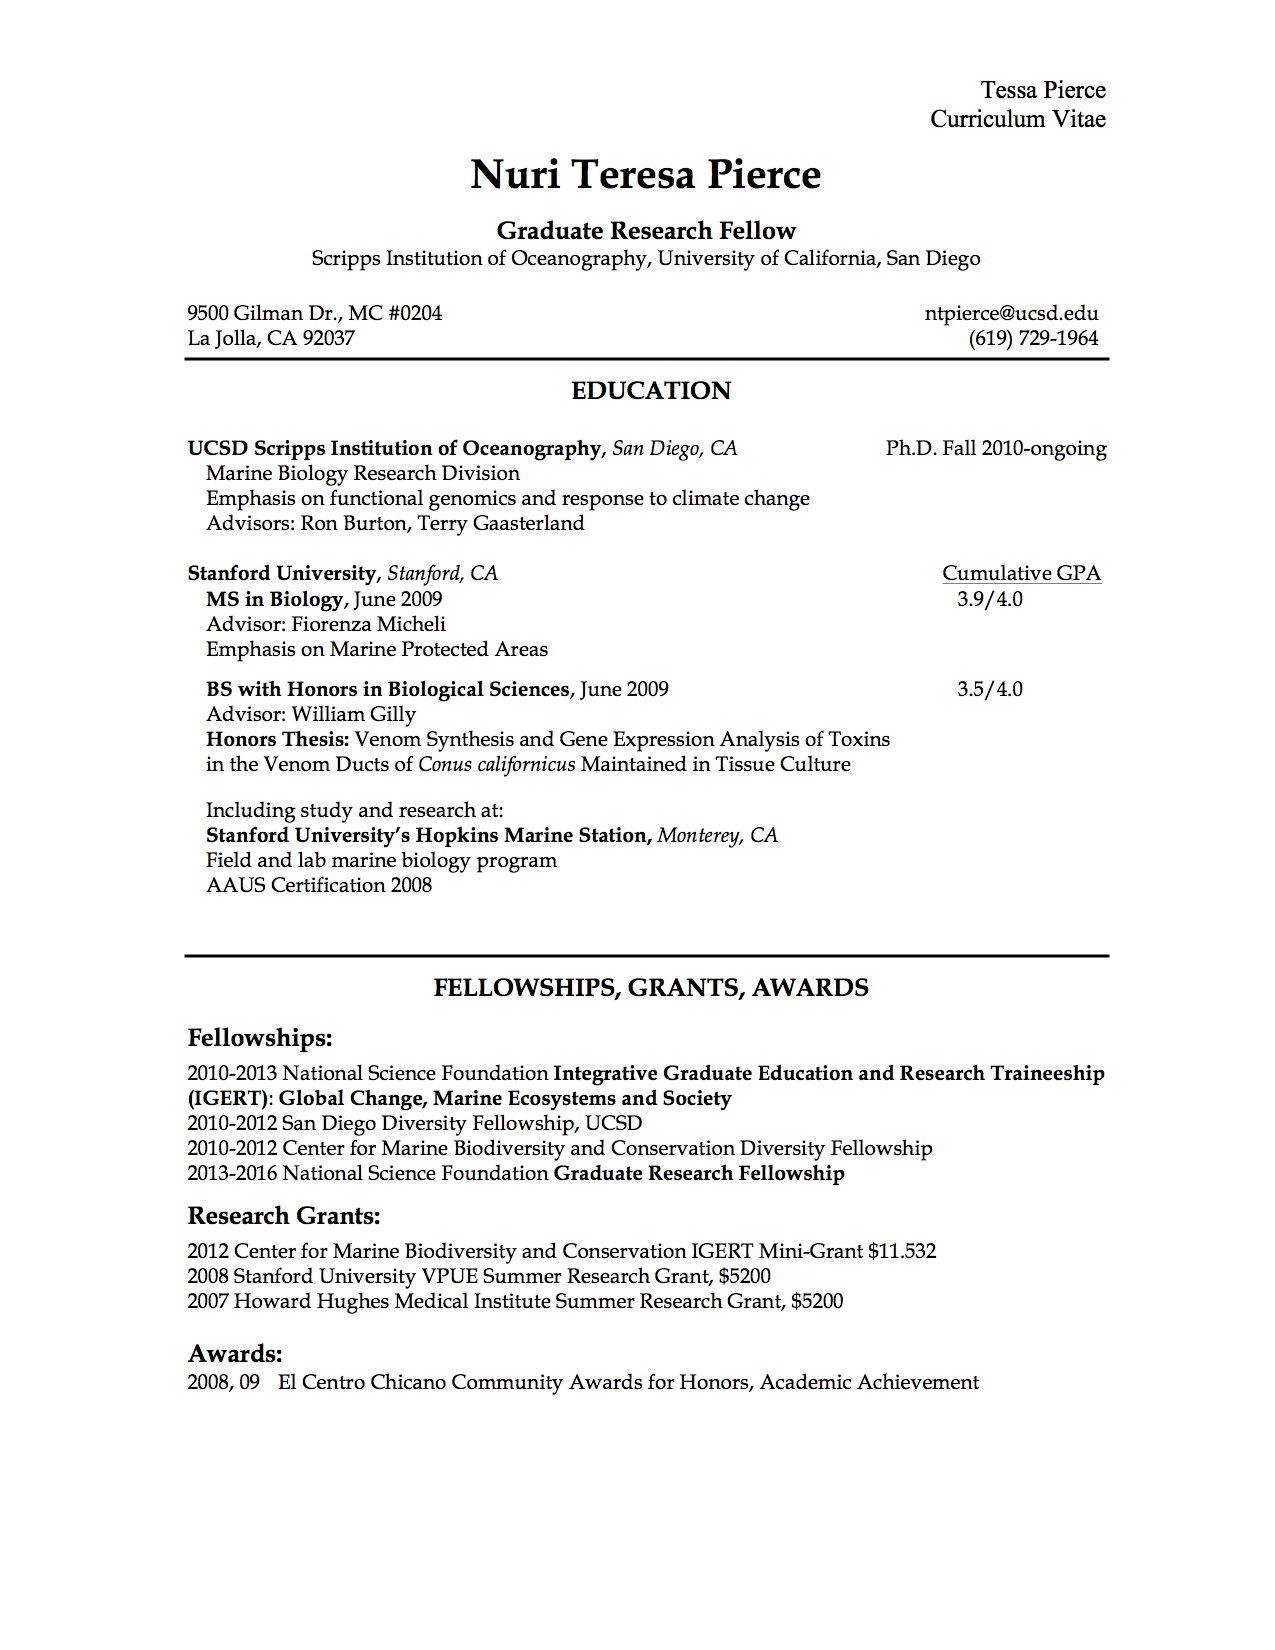 Tessa Pierce
Curriculum Vitae
Nuri Teresa Pierce
Graduate Research Fellow
Scripps Institution of Oceanography, University of California, San Diego
9500 Gilman Dr., MC #0204 ntpierce@ucsd.edu
La Jolla, CA 92037 (619) 729-1964
EDUCATION
UCSD Scripps Institution of Oceanography, San Diego, CA Ph.D. Fall 2010-ongoing
Marine Biology Research Division
Emphasis on functional genomics and response to climate change
Advisors: Ron Burton, Terry Gaasterland
Stanford University, Stanford, CA Cumulative GPA
MS in Biology, June 2009 3.9/4.0
Advisor: Fiorenza Micheli
Emphasis on Marine Protected Areas
BS with Honors in Biological Sciences, June 2009 3.5/4.0
Advisor: William Gilly
Honors Thesis: Venom Synthesis and Gene Expression Analysis of Toxins
in the Venom Ducts of Conus californicus Maintained in Tissue Culture
Including study and research at:
Stanford University’s Hopkins Marine Station, Monterey, CA
Field and lab marine biology program
AAUS Certification 2008
FELLOWSHIPS, GRANTS, AWARDS
Fellowships:
2010-2013 National Science Foundation Integrative Graduate Education and Research Traineeship
(IGERT): Global Change, Marine Ecosystems and Society
2010-2012 San Diego Diversity Fellowship, UCSD
2010-2012 Center for Marine Biodiversity and Conservation Diversity Fellowship
2013-2016 National Science Foundation Graduate Research Fellowship
Research Grants:
2012 Center for Marine Biodiversity and Conservation IGERT Mini-Grant $11.532
2008 Stanford University VPUE Summer Research Grant, $5200
2007 Howard Hughes Medical Institute Summer Research Grant, $5200
Awards:
2008, 09 El Centro Chicano Community Awards for Honors, Academic Achievement